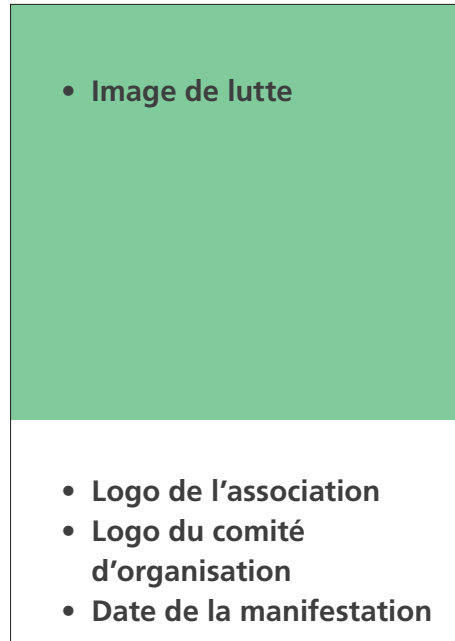 • Image de lutte
• Logo de l’association
• Logo du comité
d’organisation
• Date de la manifestation